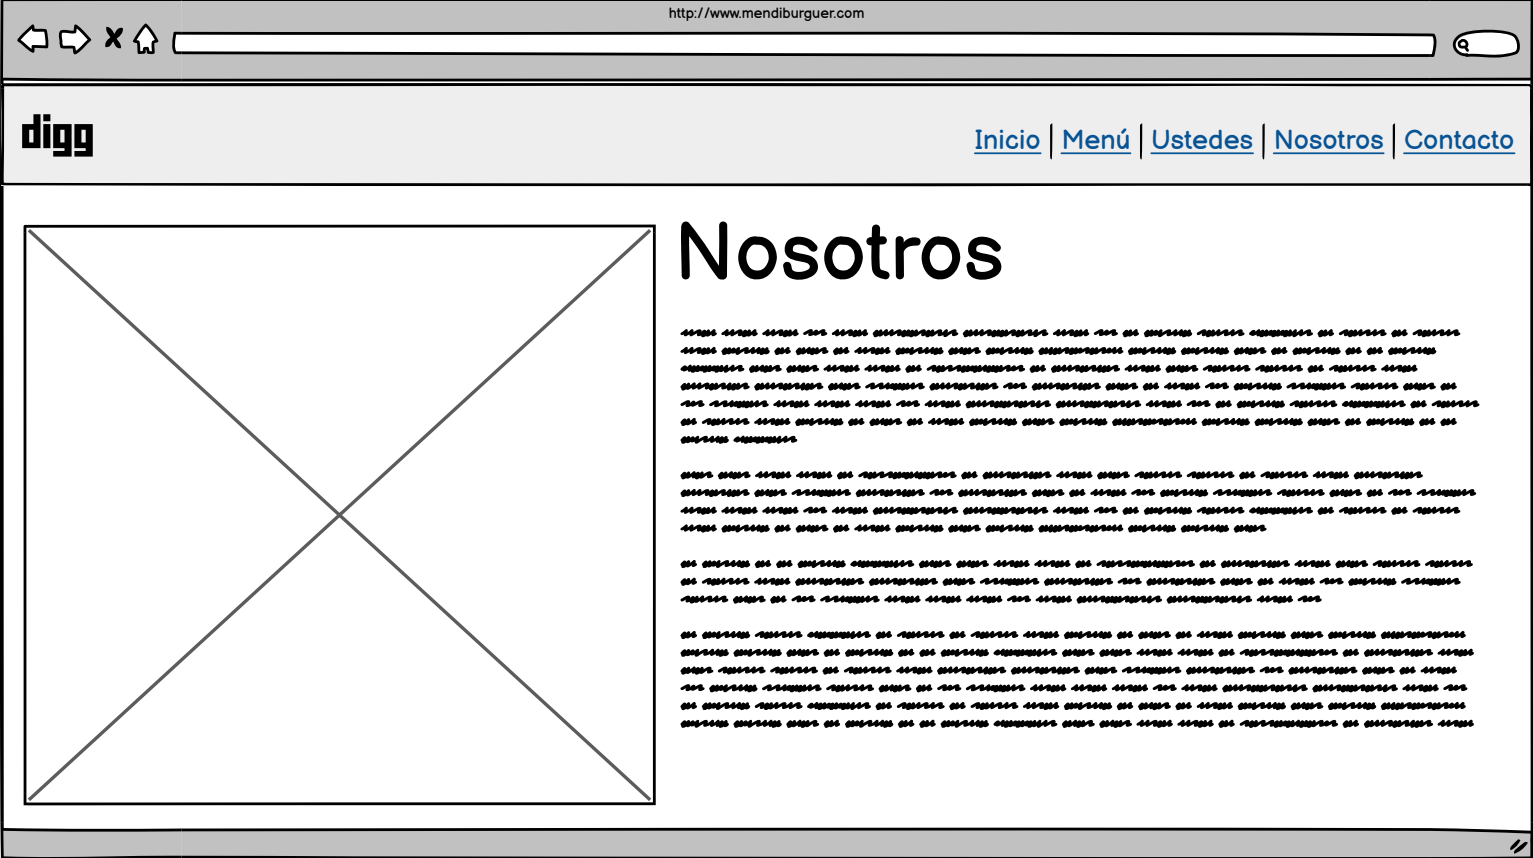 http://www.mendiburguer.com
digg
Inicio | Menú | Ustedes | Nosotros | Contacto
Nosotros